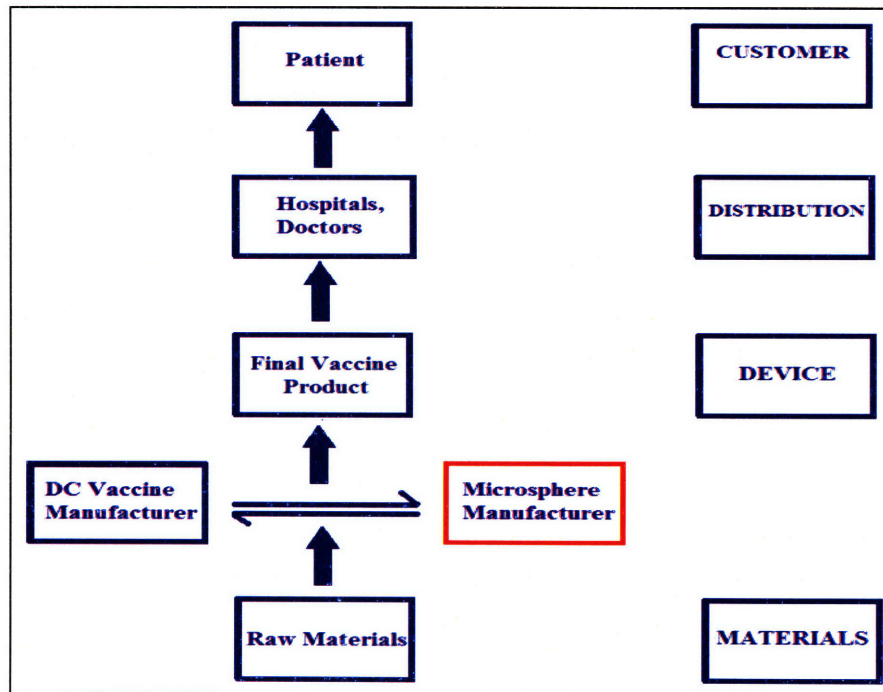 Patient
CUSTOMER
Hospitals,
Doctors
DISTRIBUTION
Final Vaccine
Product
DEVICE
DC Vaccine
Manufacturer
Microsphere
Manufacturer
Raw Materials
MATERIALS